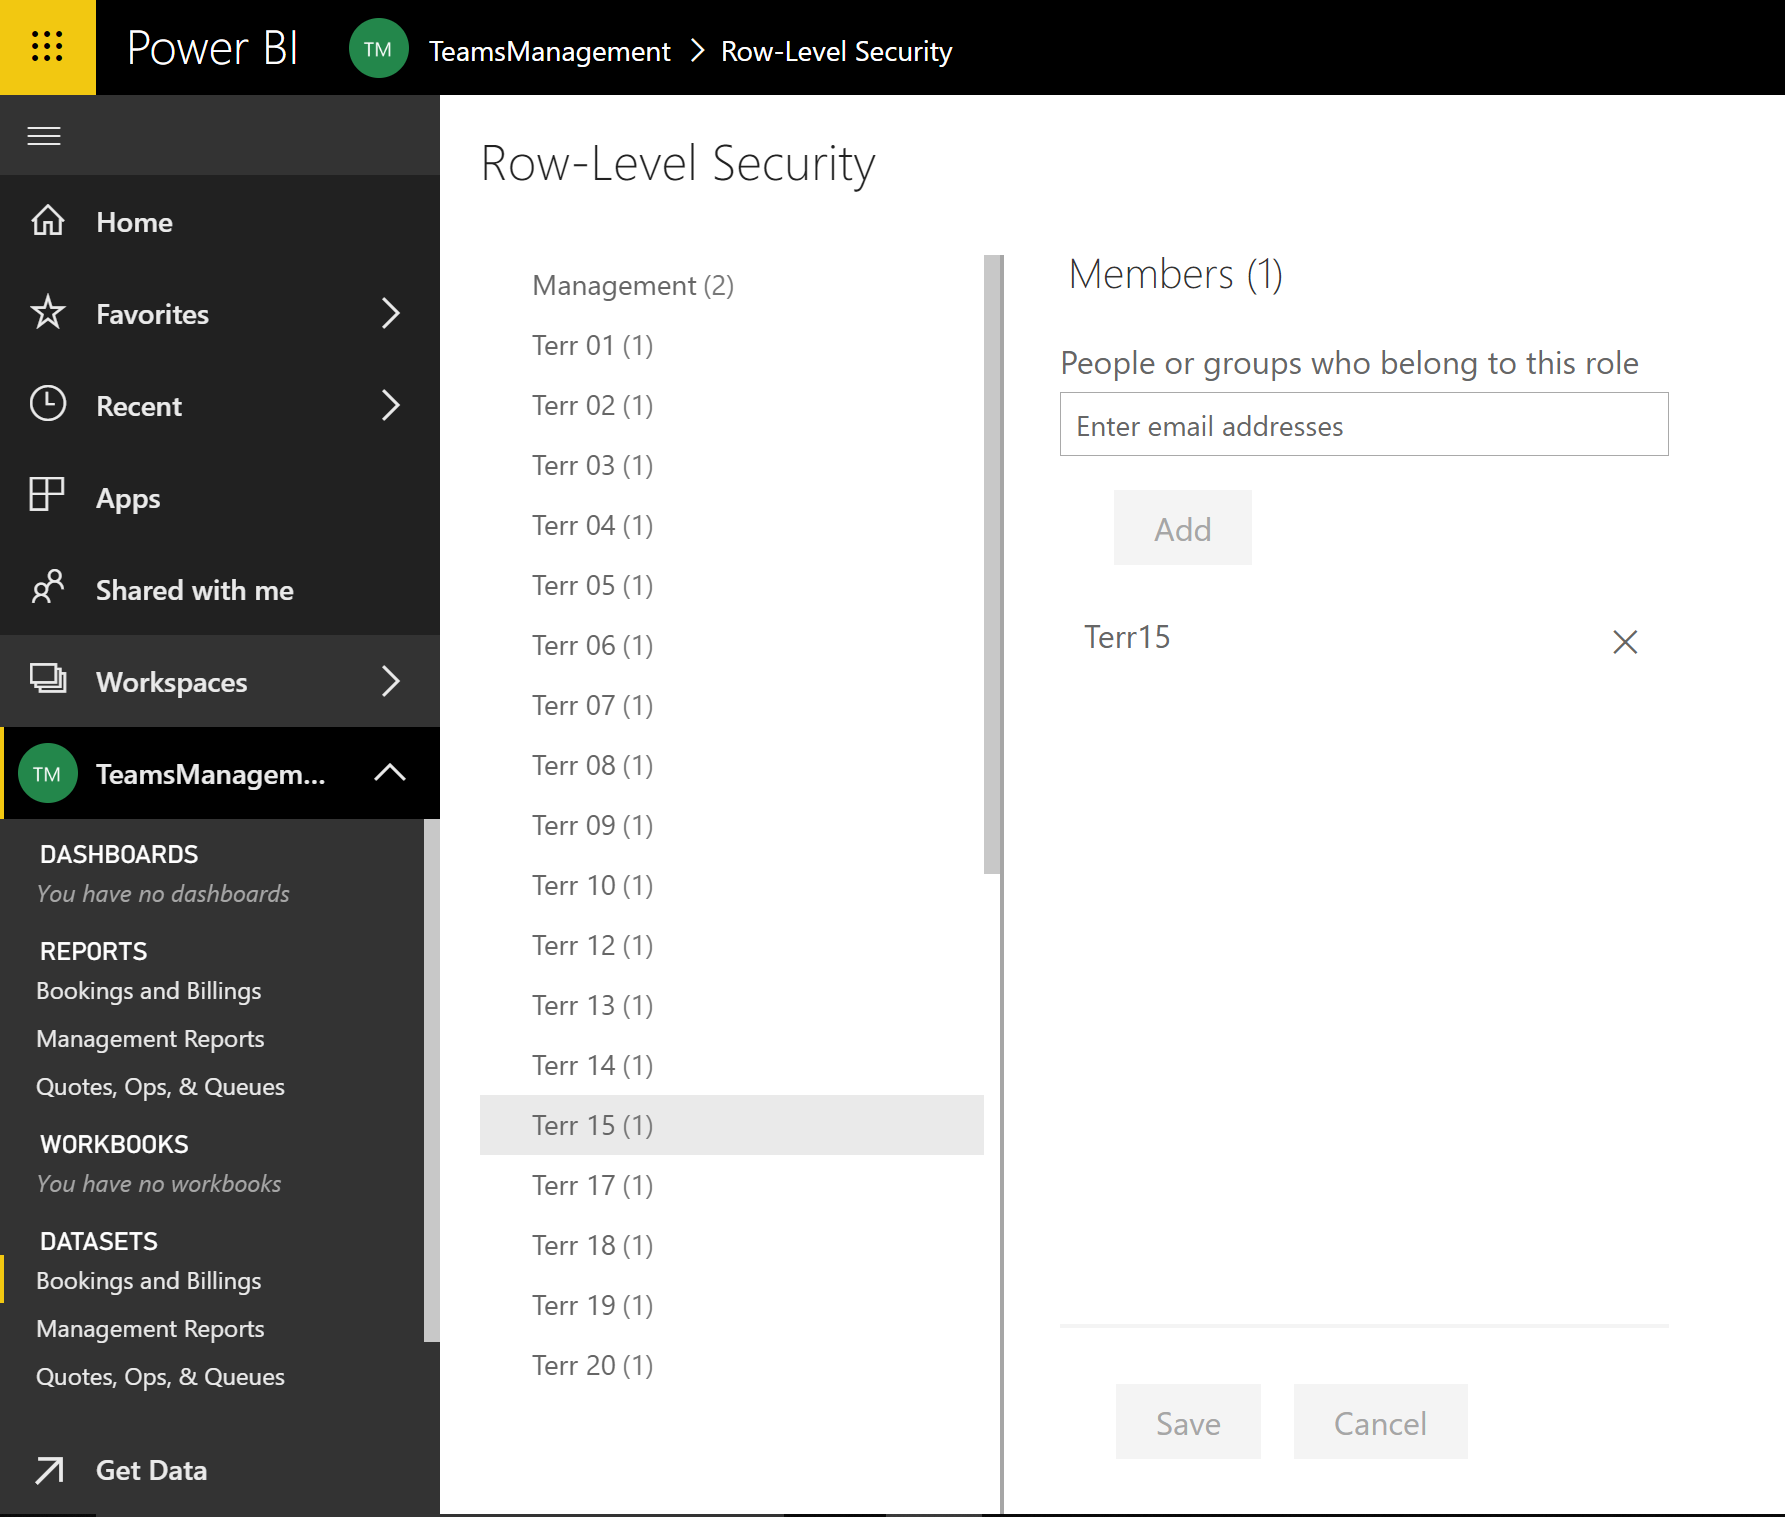 Power BI
TM
TeamsManagement > Row-Level Security
Home
Favorites
Recent
Apps
Shared with me
Workspaces
TM
TeamsManagem...
DASHBOARDS
You have no dashboards
REPORTS
Bookings and Billings
Management Reports
Quotes, Ops, & Queues
WORKBOOKS
You have no workbooks
DATASETS
Bookings and Billings
Management Reports
Quotes, Ops, & Queues
Get Data
Row-Level Security
Management (2)
Terr 01 (1)
Terr 02 (1)
Terr 03 (1)
Terr 04 (1)
Terr 05 (1)
Terr 06 (1)
Terr 07 (1)
Terr 08 (1)
Terr 09 (1)
Terr 10 (1)
Terr 12 (1)
Terr 13 (1)
Terr 14 (1)
Terr 15 (1)
Terr 17 (1)
Terr 18 (1)
Terr 19 (1)
Terr 20 (1)
Members (1)
People or groups who belong to this role
Enter email addresses
Add
Terr15
Save
Cancel